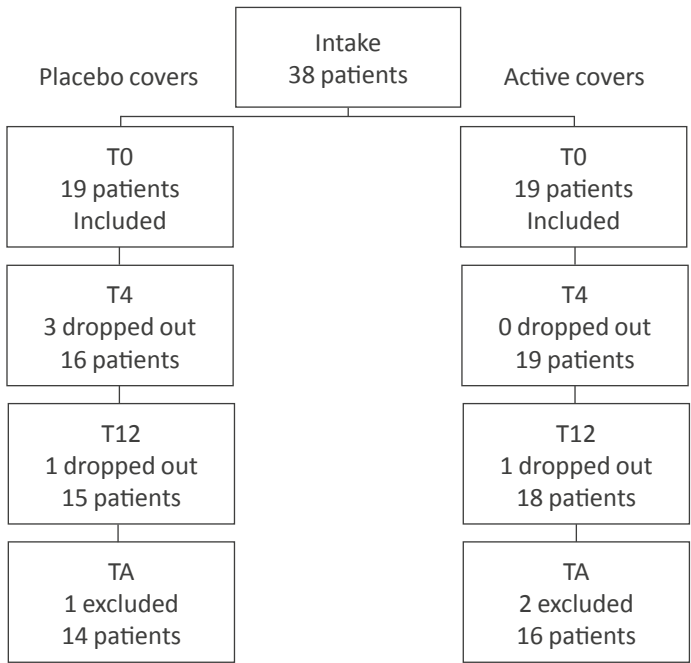 Intake
38 patients
Placebo covers
Active covers
T0
19 patients
Included
T0
19 patients
Included
T4
3 dropped out
16 patients
T4
0 dropped out
19 patients
T12
1 dropped out
15 patients
T12
1 dropped out
18 patients
TA
1 excluded
14 patients
TA
2 excluded
16 patients